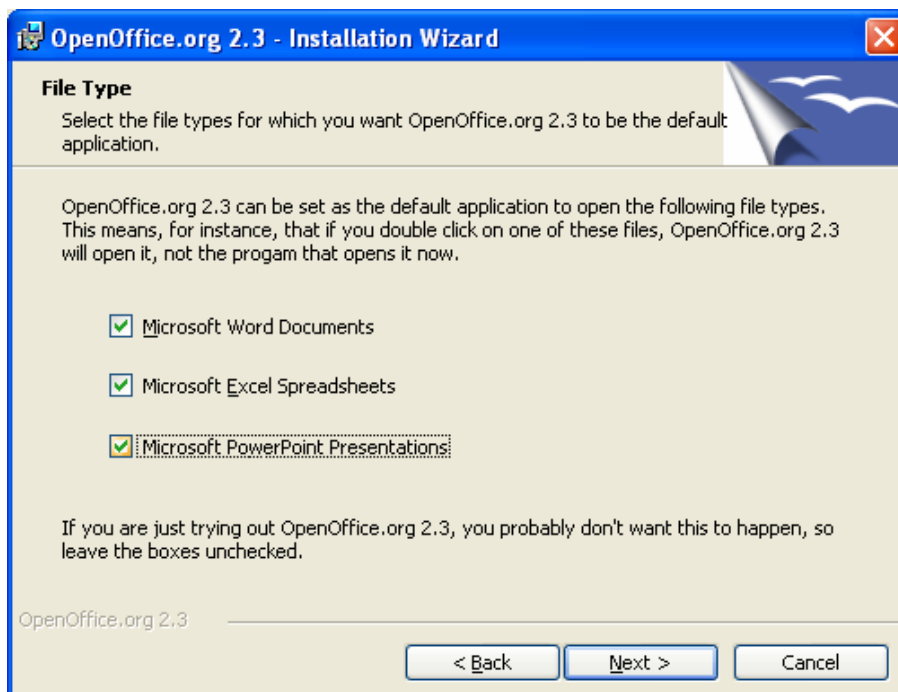 OpenOffice.org 2.3 - Installation Wizard
File Type
Select the file types for which you want OpenOffice.org 2.3 to be the default
application.
OpenOffice.org 2.3 can be set as the default application to open the following file types.
This means, for instance, that if you double click on one of these files, OpenOffice.org 2.3
will open it, not the progam that opens it now.
Microsoft Word Documents
Microsoft Excel Spreadsheets
Microsoft PowerPoint Presentations
If you are just trying out OpenOffice.org 2.3, you probably don't want this to happen, so
leave the boxes unchecked.
OpenOffice.org 2.3
< Back Next > Cancel